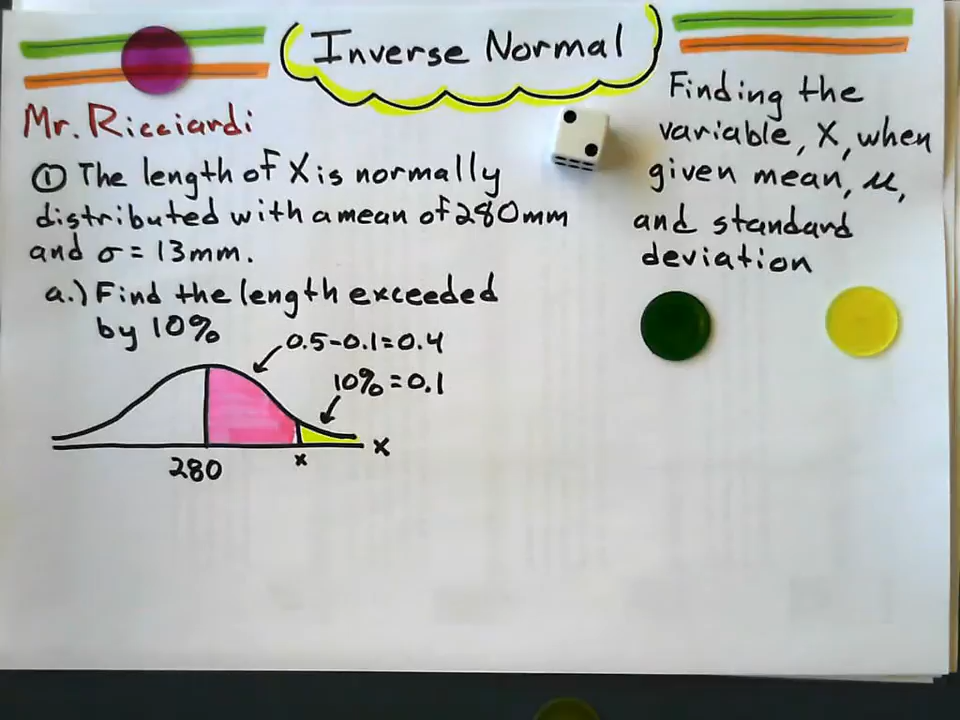 Inverse Normal
Mr. Ricciardi
① The length of X is normally
distributed with a mean of 280mm
and σ = 13mm.
a.) Find the length exceeded
by 10%
0.5-0.1=0.4
10% = 0.1
280
x
X
Finding the
variable, X, when
given mean, μ,
and standard
deviation